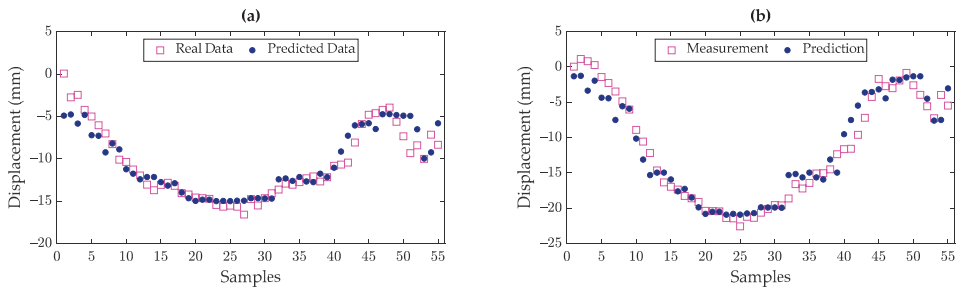 (a)
Real Data
Predicted Data
5
0
−5
−10
−15
−20
Displacement (mm)
0 5 10 15 20 25 30 35 40 45 50 55
Samples
(b)
Measurement
Prediction
5
0
−5
−10
−15
−20
−25
Displacement (mm)
0 5 10 15 20 25 30 35 40 45 50 55
Samples